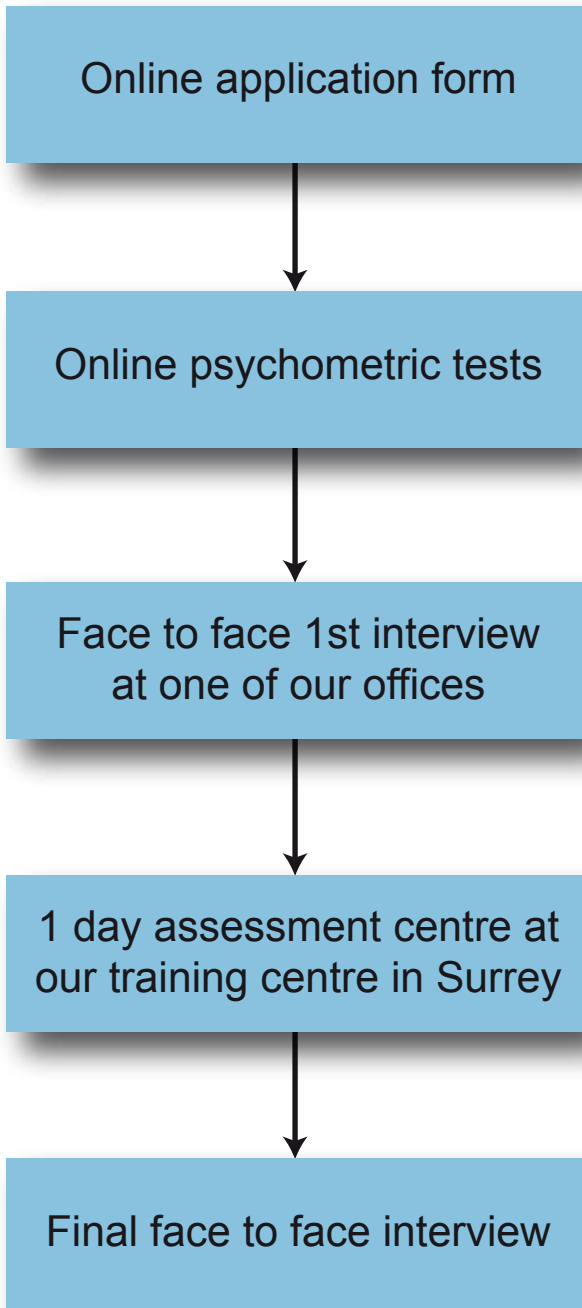 Online application form
Online psychometric tests
Face to face 1st interview
at one of our offices
1 day assessment centre at
our training centre in Surrey
Final face to face interview